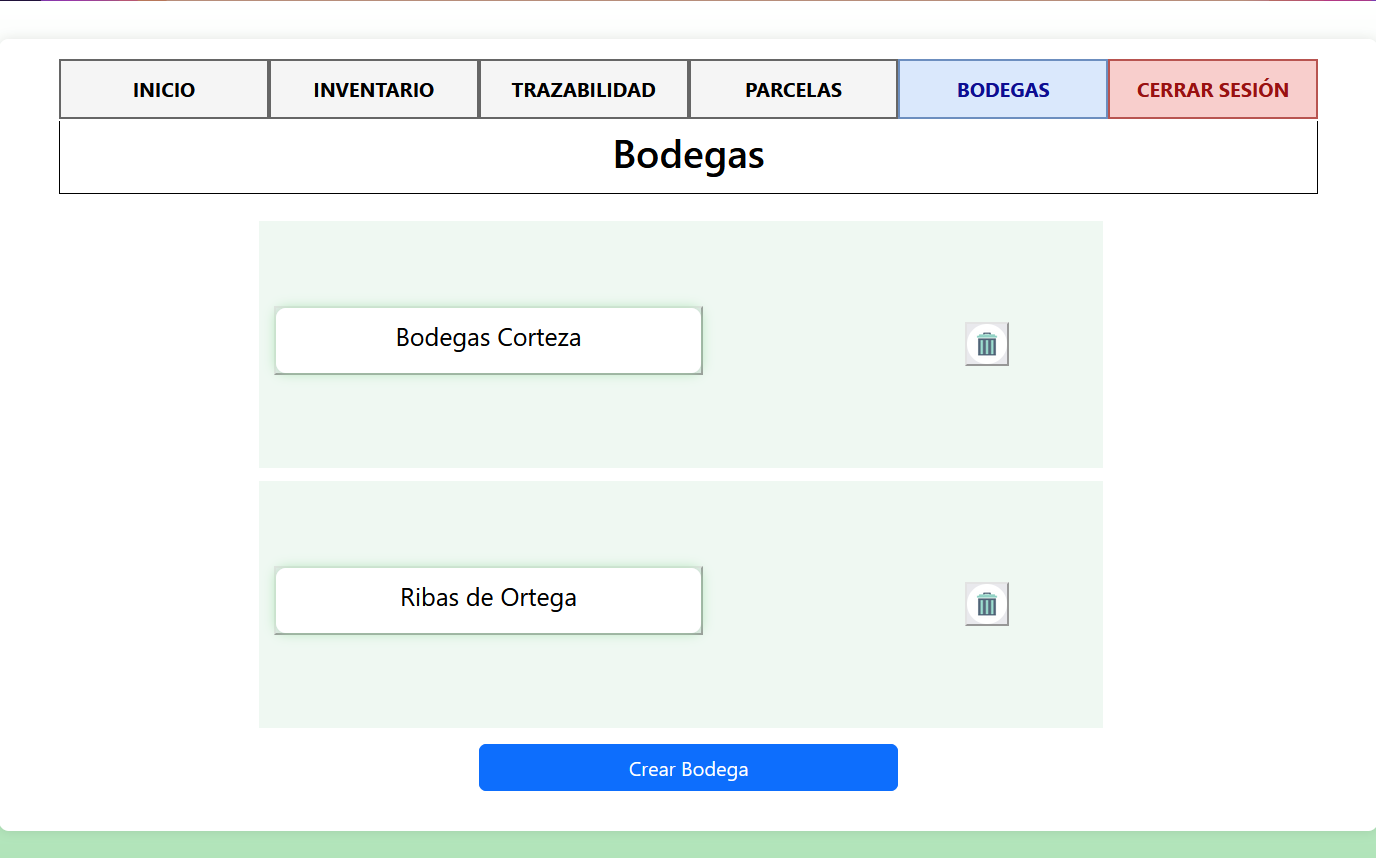 INICIO INVENTARIO TRAZABILIDAD PARCELAS BODEGAS CERRAR SESIÓN
Bodegas
Bodegas Corteza
Ribas de Ortega
Crear Bodega